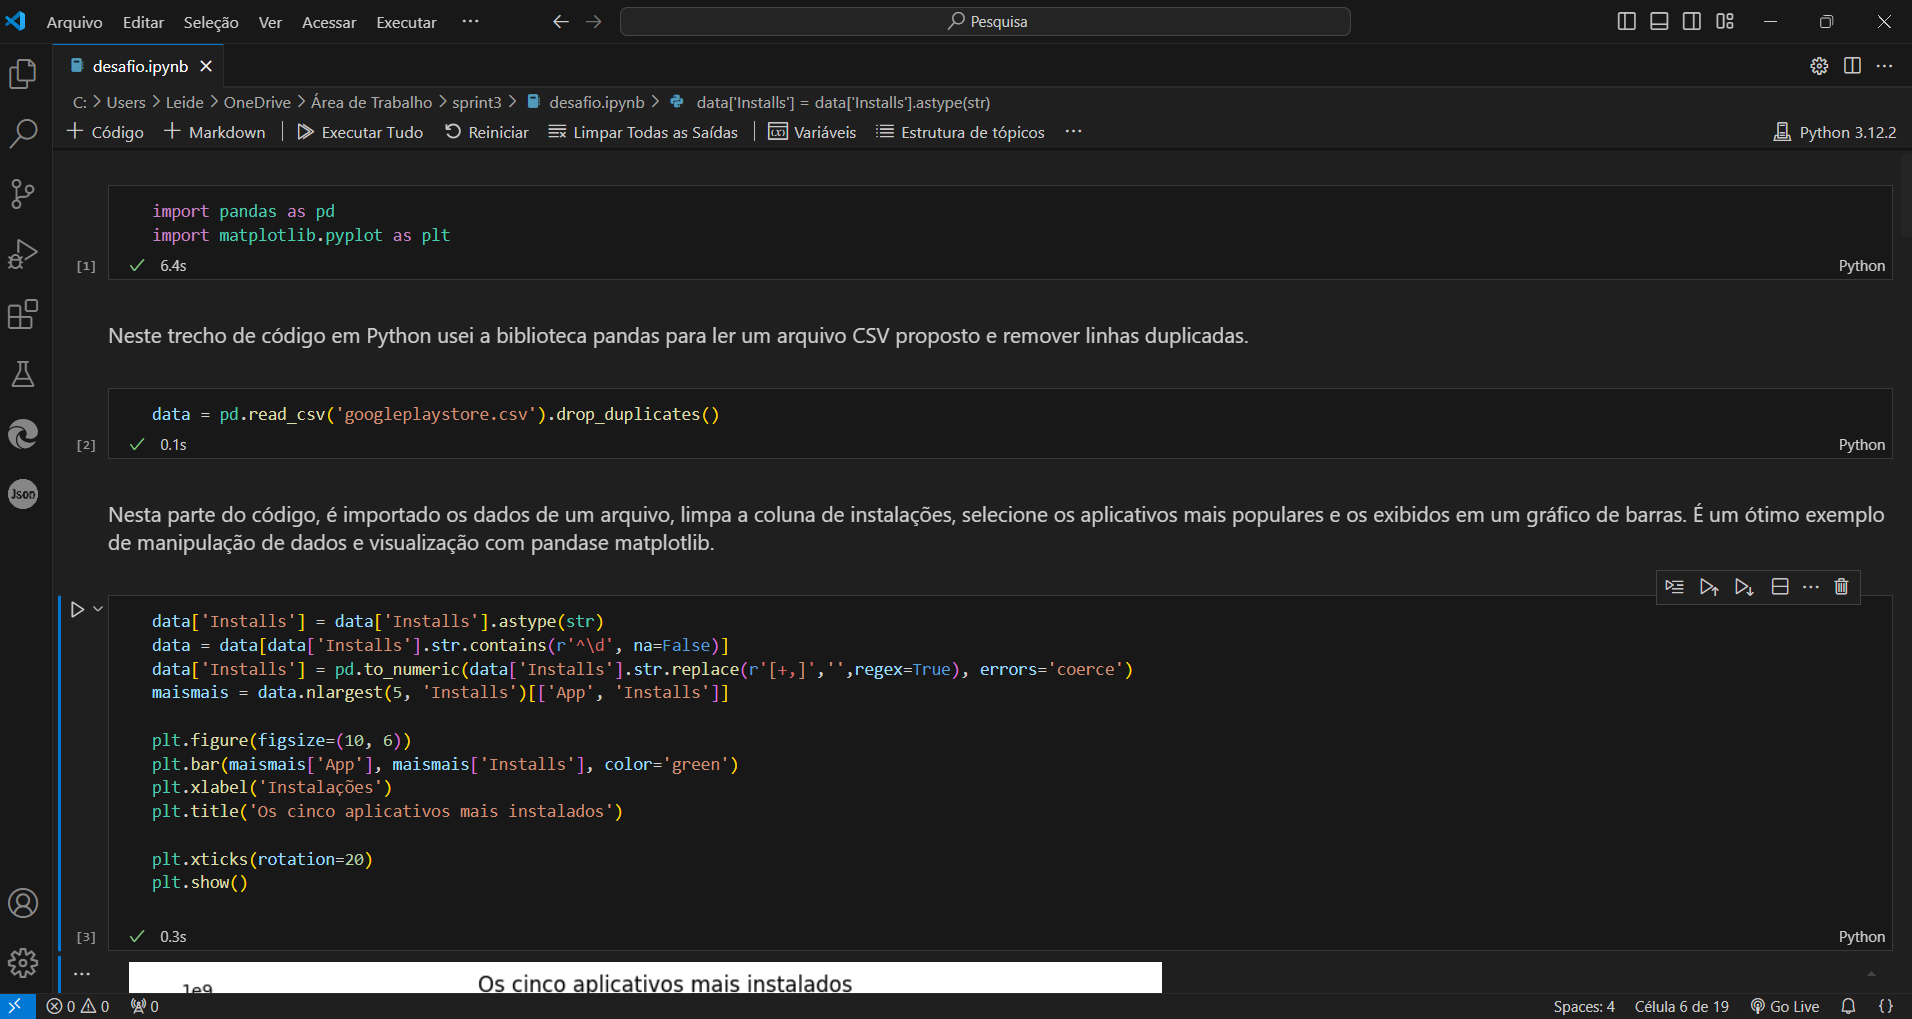 Arquivo Editar Seleção Ver Acessar Executar ··· Pesquisa
desafio.ipynb
C: > Users > Leide > OneDrive > Área de Trabalho > sprint3 > desafio.ipynb > data['Installs'] = data['Installs'].astype(str)
+ Código + Markdown Executar Tudo Reiniciar Limpar Todas as Saídas Variáveis Estrutura de tópicos ··· Python 3.12.2
import pandas as pd
import matplotlib.pyplot as plt
[1] 6.4s Python
Neste trecho de código em Python usei a biblioteca pandas para ler um arquivo CSV proposto e remover linhas duplicadas.
data = pd.read_csv('googleplaystore.csv').drop_duplicates()
[2] 0.1s Python
Nesta parte do código, é importado os dados de um arquivo, limpa a coluna de instalações, selecione os aplicativos mais populares e os exibidos em um gráfico de barras. É um ótimo exemplo
de manipulação de dados e visualização com pandase matplotlib.
data['Installs'] = data['Installs'].astype(str)
data = data[data['Installs'].str.contains(r'^\d', na=False)]
data['Installs'] = pd.to_numeric(data['Installs'].str.replace(r'[+,]','',regex=True), errors='coerce')
maismais = data.nlargest(5, 'Installs')[['App', 'Installs']]
plt.figure(figsize=(10, 6))
plt.bar(maismais['App'], maismais['Installs'], color='green')
plt.xlabel('Instalações')
plt.title('Os cinco aplicativos mais instalados')
plt.xticks(rotation=20)
plt.show()
[3] 0.3s Python
Json
1e9 Os cinco aplicativos mais instalados
0 0 0 Spaces: 4 Célula 6 de 19 Go Live {}